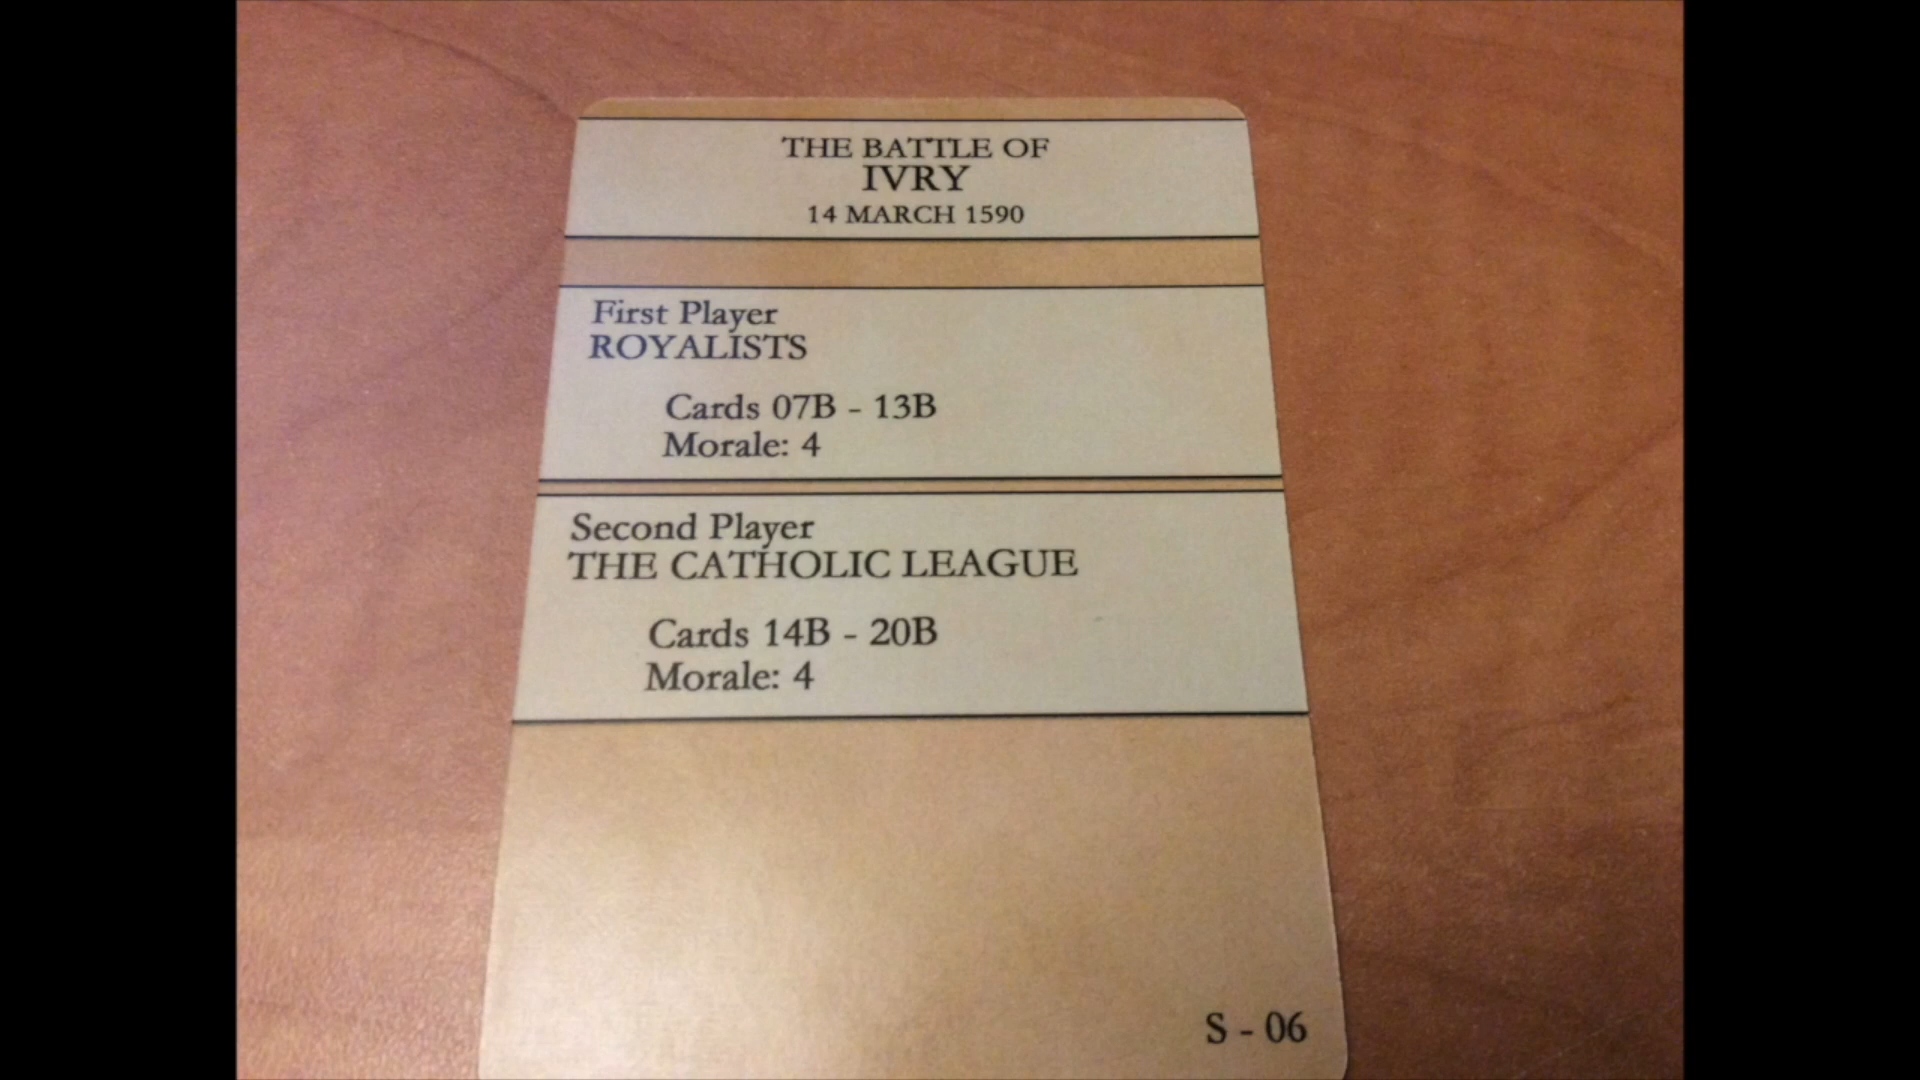 THE BATTLE OF
IVRY
14 MARCH 1590
First Player
ROYALISTS
Cards 07B - 13B
Morale: 4
Second Player
THE CATHOLIC LEAGUE
Cards 14B - 20B
Morale: 4
S - 06